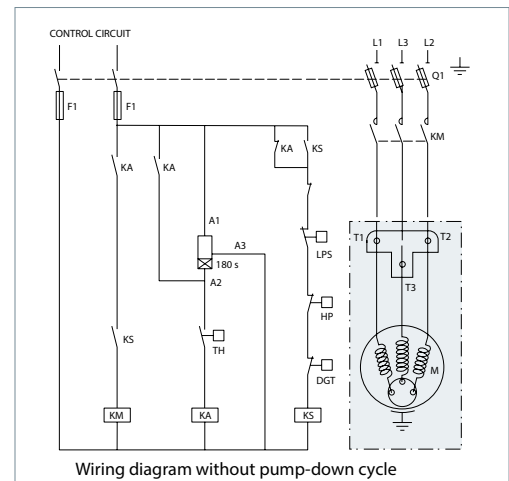 CONTROL CIRCUIT
L1 L3 L2
Q1
F1 F1
KM
KA KA KA KS
A1
A3
180 s
A2
LPS
T1 T2
T3
HP
KS
TH
DGT
M
KM KA KS
Wiring diagram without pump-down cycle